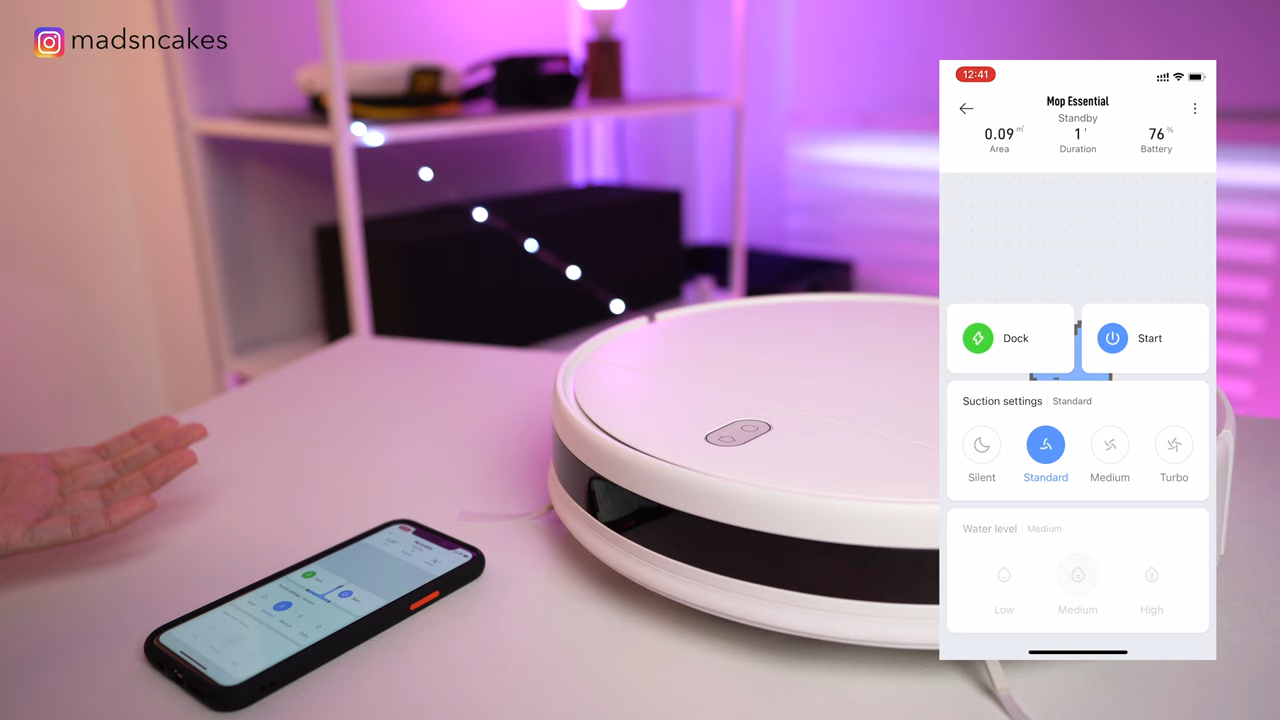 madsncakes
12:41
Mop Essential
Standby
0.09 ㎡ 1 ' 76 %
Area Duration Battery
Dock Start
Suction settings Standard
Silent Standard Medium Turbo
Water level Medium
Low Medium High